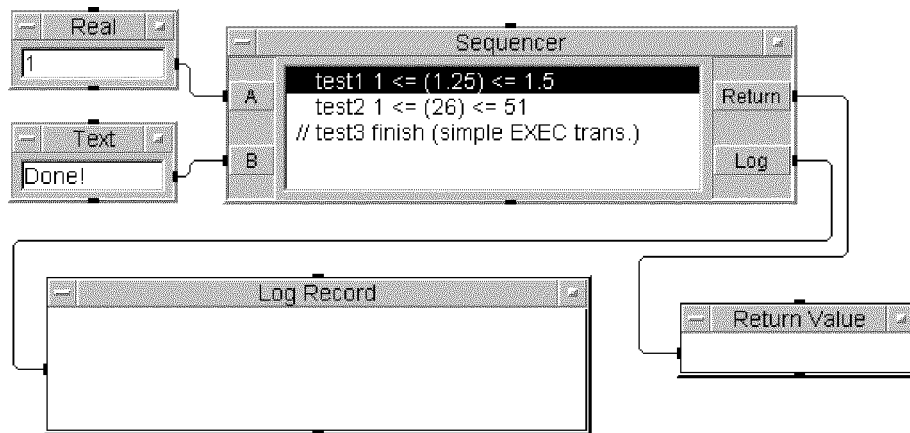 Real
1
Text
Done!
Sequencer
A
B
test1 1 <= (1.25) <= 1.5
test2 1 <= (26) <= 51
// test3 finish (simple EXEC trans.)
Return
Log
Log Record
Return Value